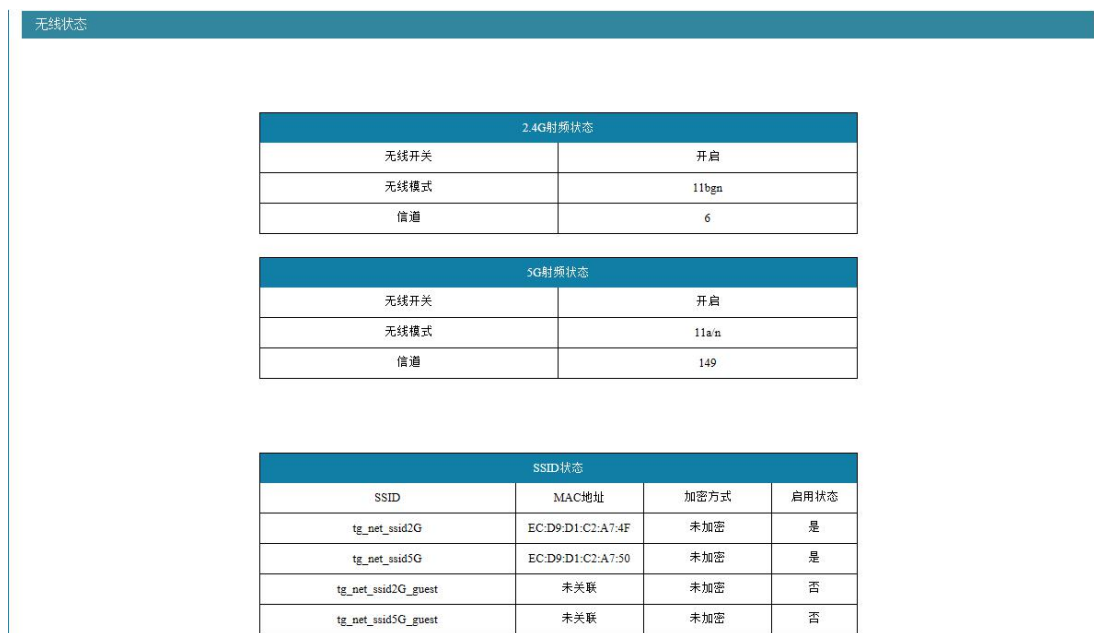 无线状态
2.4G射频状态
无线开关 开启
无线模式 11bgn
信道 6
5G射频状态
无线开关 开启
无线模式 11a/n
信道 149
SSID状态
SSID MAC地址 加密方式 启用状态
tg_net_ssid2G EC:D9:D1:C2:A7:4F 未加密 是
tg_net_ssid5G EC:D9:D1:C2:A7:50 未加密 是
tg_net_ssid2G_guest 未关联 未加密 否
tg_net_ssid5G_guest 未关联 未加密 否